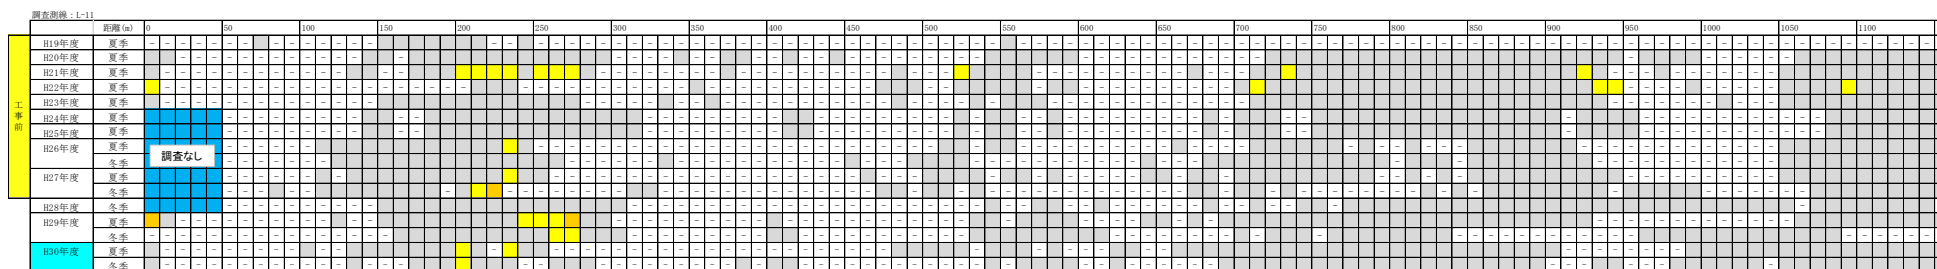 調査測線：L-11
距離(m) 0 50 100 150 200 250 300 350 400 450 500 550 600 650 700 750 800 850 900 950 1000 1050 1100
工事前
H19年度 夏季
H20年度 夏季
H21年度 夏季
H22年度 夏季
H23年度 夏季
H24年度 夏季
H25年度 夏季
H26年度 夏季
調査なし
冬季
H27年度 夏季
冬季
H28年度 冬季
H29年度 夏季
冬季
H30年度 夏季
冬季